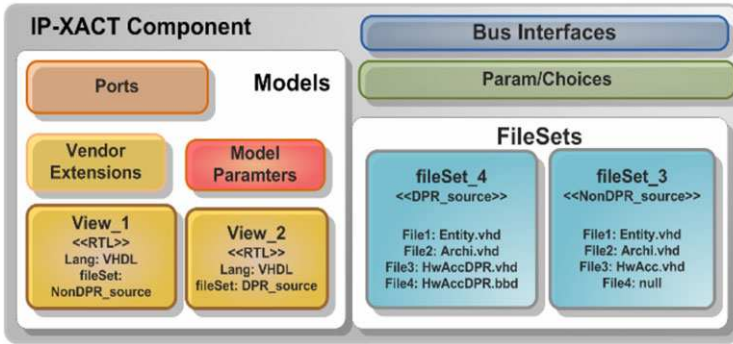 IP-XACT Component
Models
Ports
Vendor
Extensions
Model
Paramters
View_1
<<RTL>>
Lang: VHDL
fileSet:
NonDPR_source
View_2
<<RTL>>
Lang: VHDL
fileSet: DPR_source
Bus Interfaces
Param/Choices
FileSets
fileSet_4
<<DPR_source>>
File1: Entity.vhd
File2: Archi.vhd
File3: HwAccDPR.vhd
File4: HwAccDPR.bbd
fileSet_3
<<NonDPR_source>>
File1: Entity.vhd
File2: Archi.vhd
File3: HwAcc.vhd
File4: null